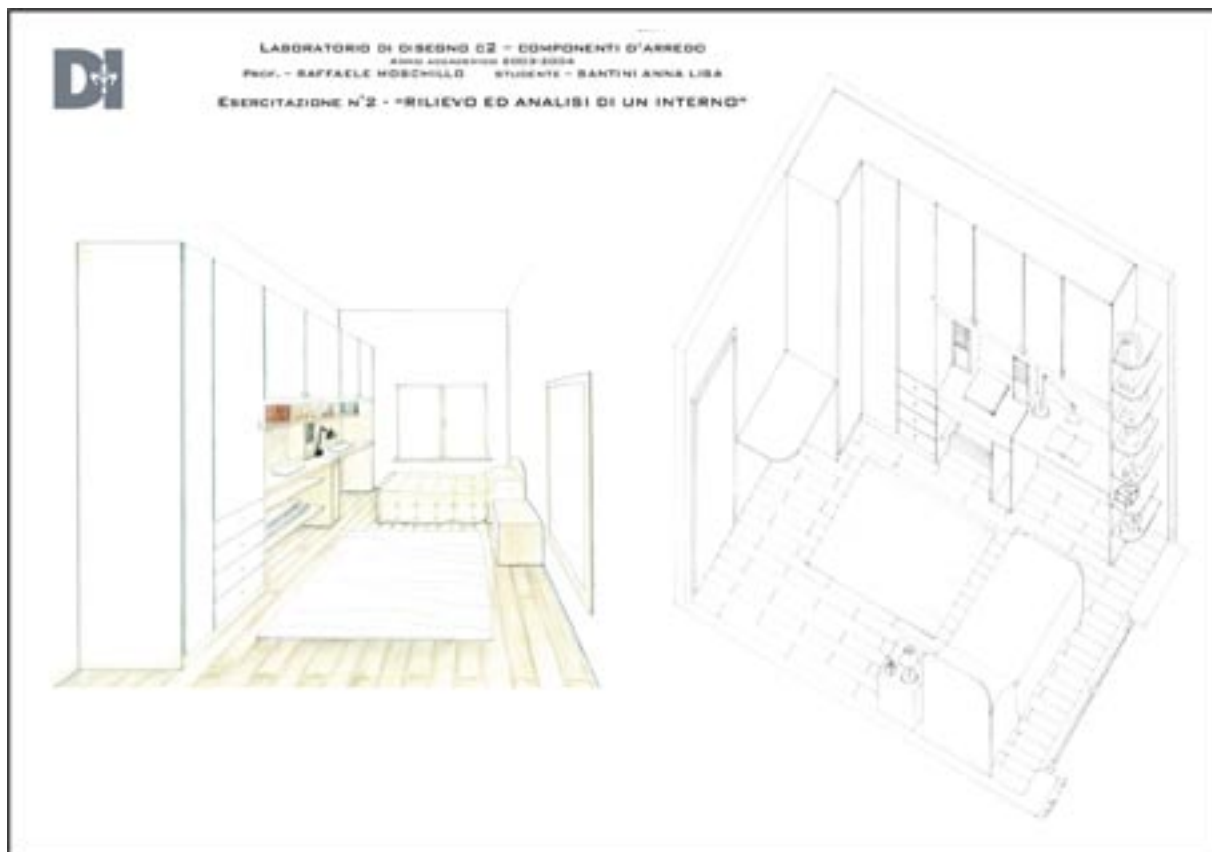 DI
LABORATORIO DI DISEGNO C2 – COMPONENTI D'ARREDO
ANNO ACCADEMICO 2003-2004
PROF. – RAFFAELE MOSCHILLO STUDENTE – SANTINI ANNA LISA
ESERCITAZIONE N°2 - "RILIEVO ED ANALISI DI UN INTERNO"